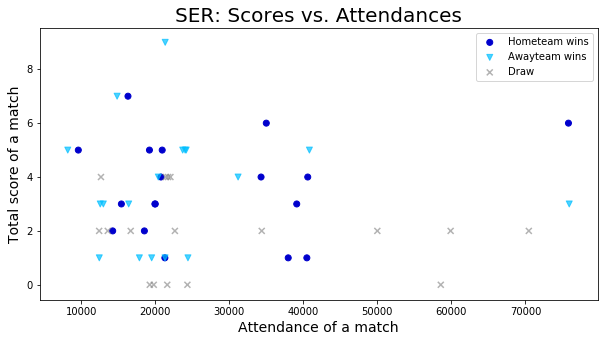 SER: Scores vs. Attendances
Hometeam wins
Awayteam wins
Draw
Total score of a match
8
6
4
2
0
10000 20000 30000 40000 50000 60000 70000
Attendance of a match